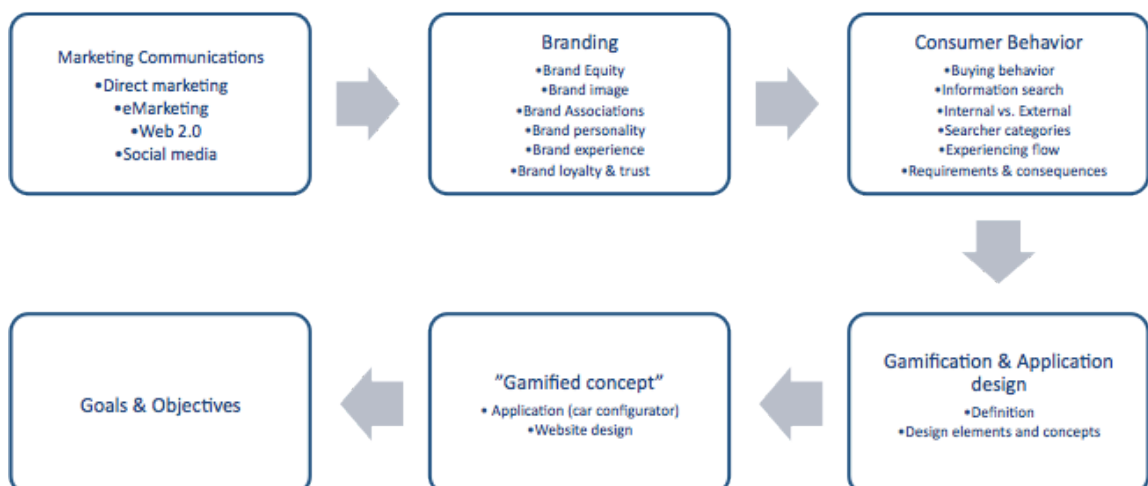 Marketing Communications
•Direct marketing
•eMarketing
•Web 2.0
•Social media
Branding
•Brand Equity
•Brand image
•Brand Associations
•Brand personality
•Brand experience
•Brand loyalty & trust
Consumer Behavior
•Buying behavior
•Information search
•Internal vs. External
•Searcher categories
•Experiencing flow
•Requirements & consequences
Goals & Objectives
”Gamified concept”
• Application (car configurator)
•Website design
Gamification & Application
design
•Definition
•Design elements and concepts